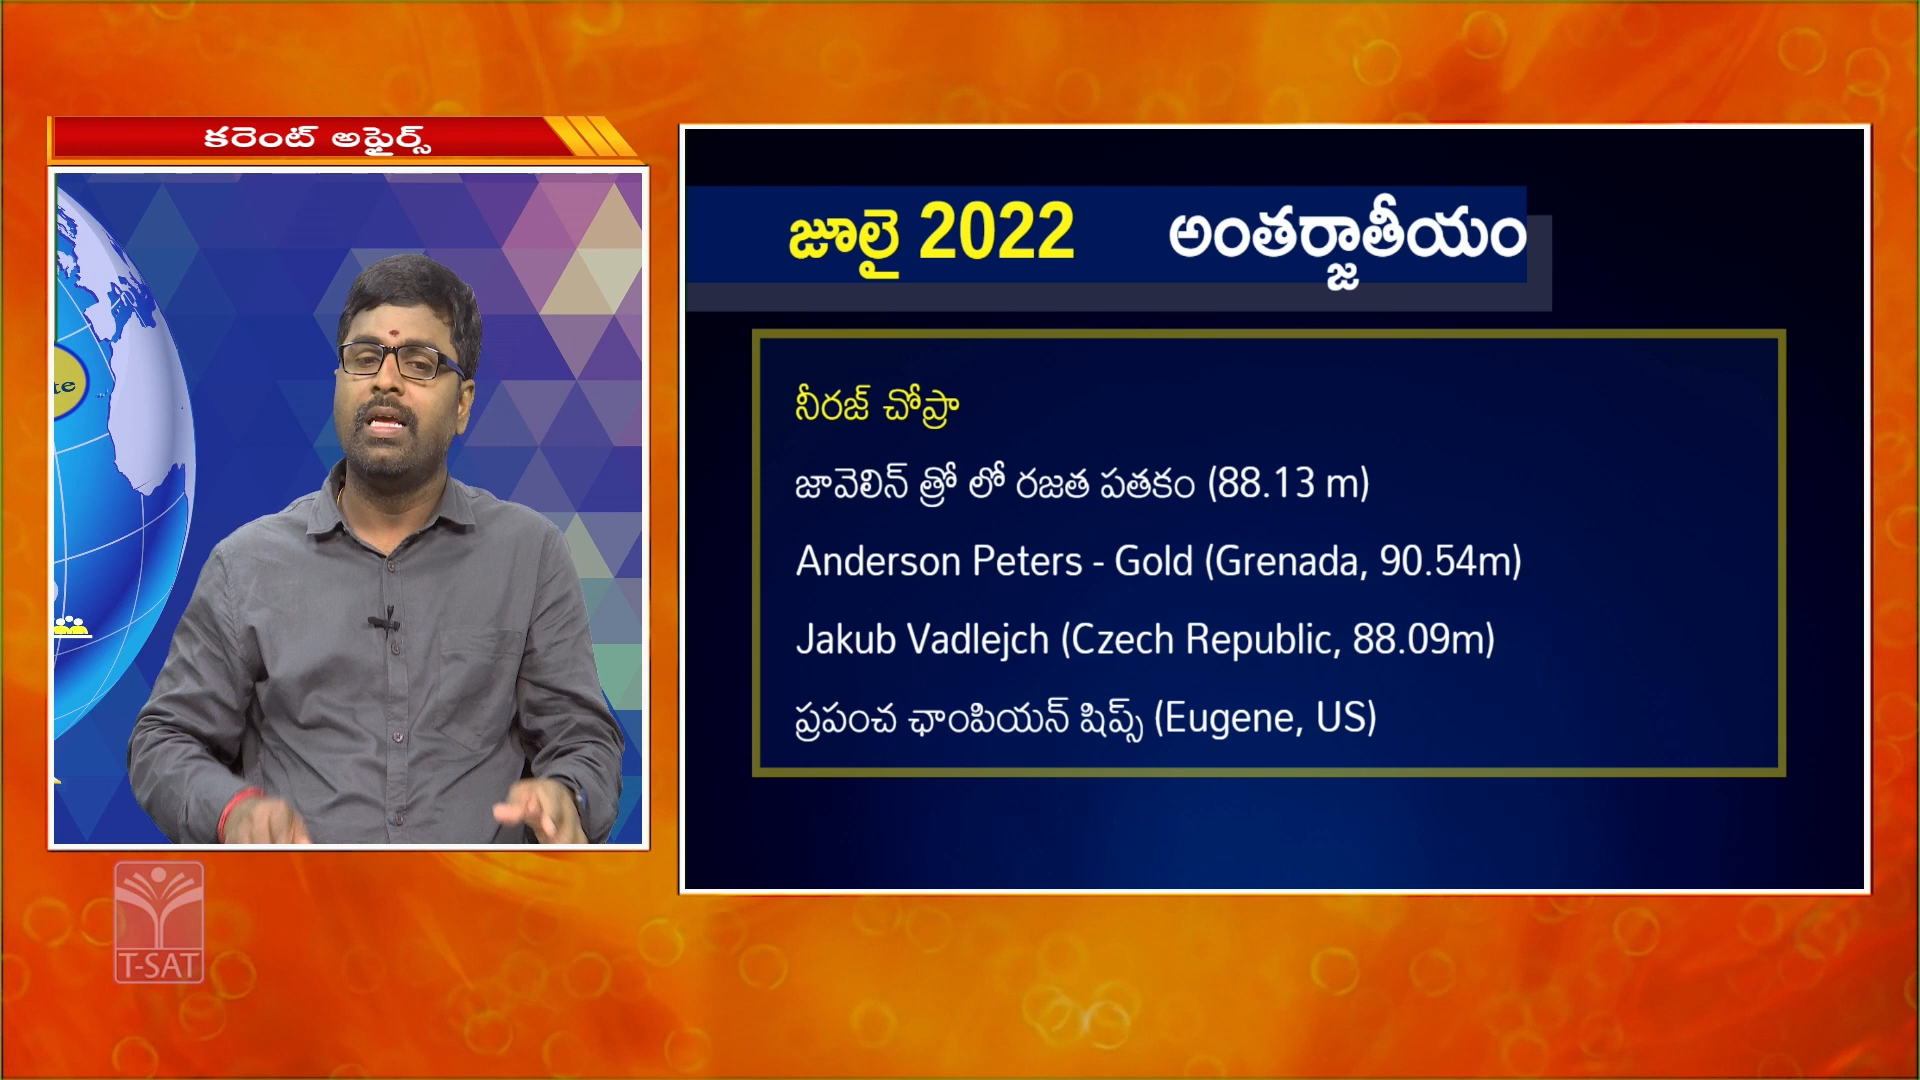 కరెంట్ అఫైర్స్
te
T-SAT
జూలై 2022 అంతర్జాతీయం
నీరజ్ చోప్రా
జావెలిన్ త్రో లో రజత పతకం (88.13 m)
Anderson Peters - Gold (Grenada, 90.54m)
Jakub Vadlejch (Czech Republic, 88.09m)
ప్రపంచ ఛాంపియన్ షిప్స్ (Eugene, US)